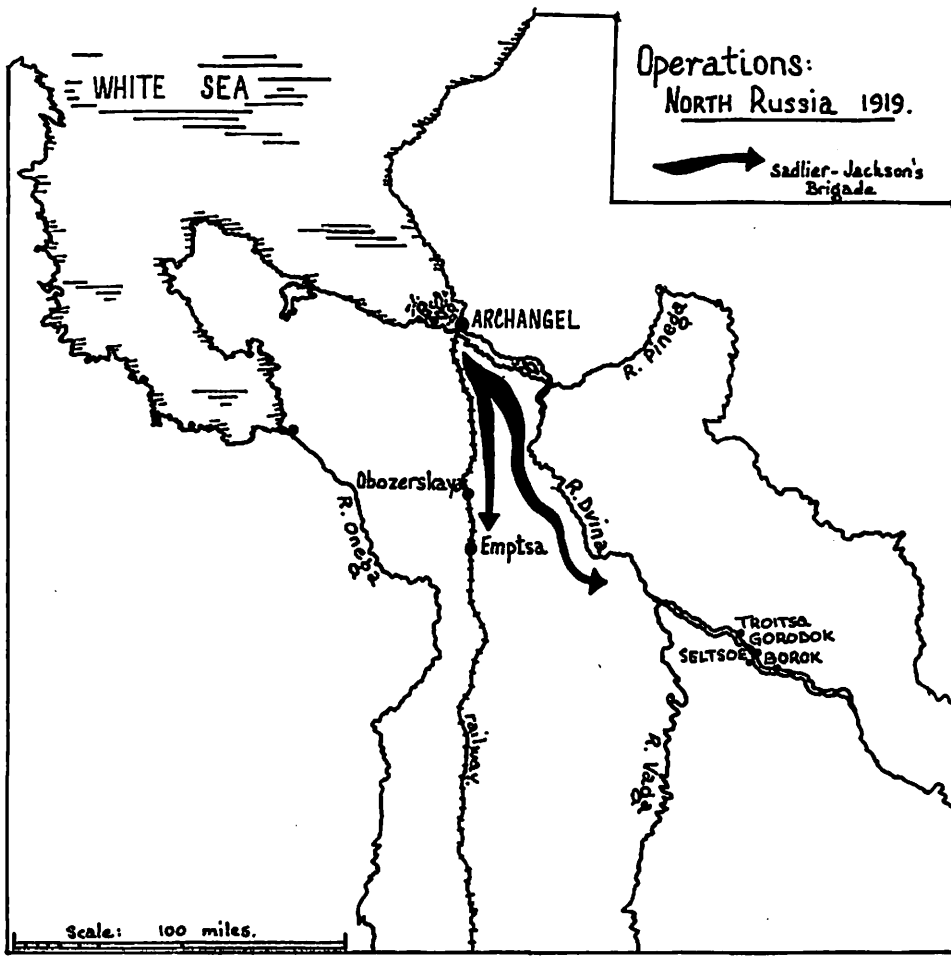 WHITE SEA
Operations:
NORTH Russia 1919.
Sadlier-Jackson's
Brigade
ARCHANGEL
R. Pinega
Obozerskaya
R. Dvina
R. Onega
Emptsa
TROITSA
GORODOK
SELTSOE
BOROK
railway.
R. Vaga
Scale: 100 miles.